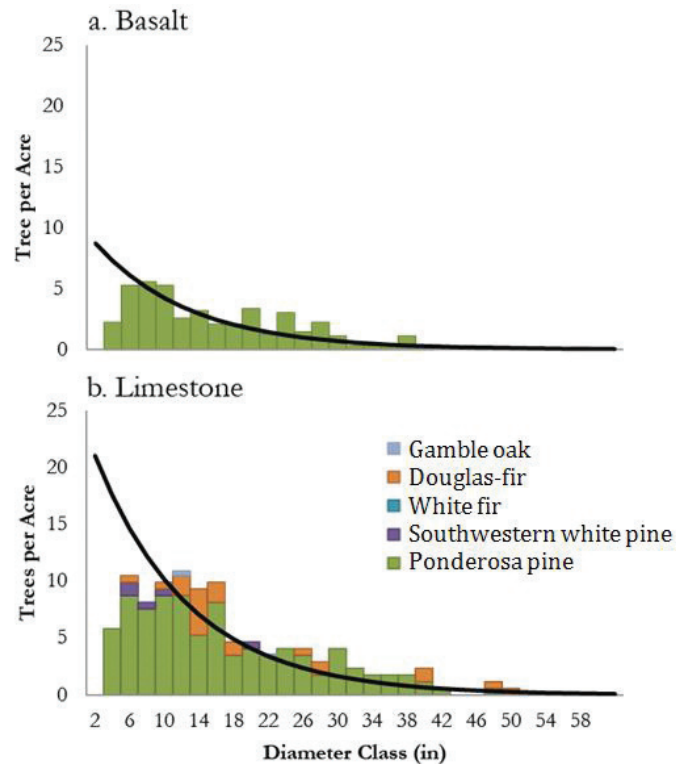 a. Basalt
25
20
15
10
5
0
Tree per Acre
b. Limestone
25
20
15
10
5
0
Trees per Acre
Gamble oak
Douglas-fir
White fir
Southwestern white pine
Ponderosa pine
2 6 10 14 18 22 26 30 34 38 42 46 50 54 58
Diameter Class (in)